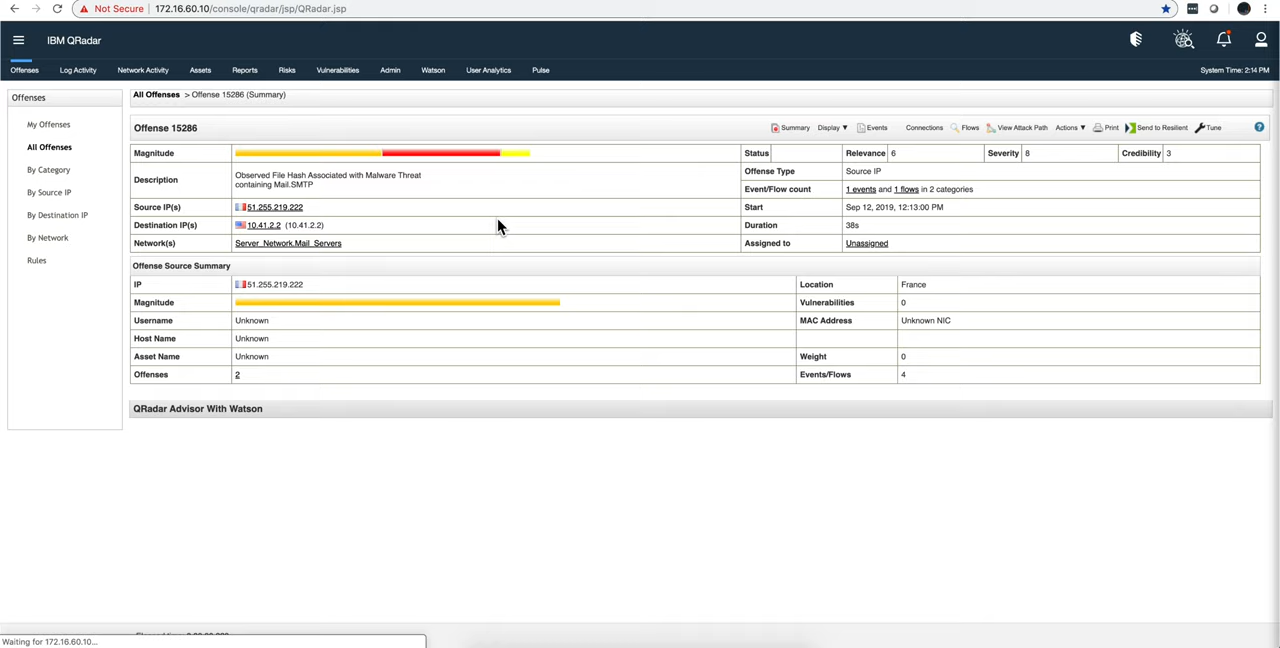 Not Secure 172.16.60.10/console/qradar/jsp/QRadar.jsp
IBM QRadar
Offenses Log Activity Network Activity Assets Reports Risks Vulnerabilities Admin Watson User Analytics Pulse System Time: 2:14 PM
Offenses
My Offenses
All Offenses
By Category
By Source IP
By Destination IP
By Network
Rules
All Offenses > Offense 15286 (Summary)
Offense 15286 Summary Display ▼ Events Connections Flows View Attack Path Actions ▼ Print Send to Resilient Tune ?
Magnitude Status Relevance 6 Severity 8 Credibility 3
Description Observed File Hash Associated with Malware Threat
containing Mail.SMTP
Offense Type Source IP
Event/Flow count 1 events and 1 flows in 2 categories
Source IP(s) 51.255.219.222 Start Sep 12, 2019, 12:13:00 PM
Destination IP(s) 10.41.2.2 (10.41.2.2) Duration 38s
Network(s) Server_Network.Mail_Servers Assigned to Unassigned
Offense Source Summary
IP 51.255.219.222 Location France
Magnitude Vulnerabilities 0
Username Unknown MAC Address Unknown NIC
Host Name Unknown
Asset Name Unknown Weight 0
Offenses 2 Events/Flows 4
QRadar Advisor With Watson
Waiting for 172.16.60.10...